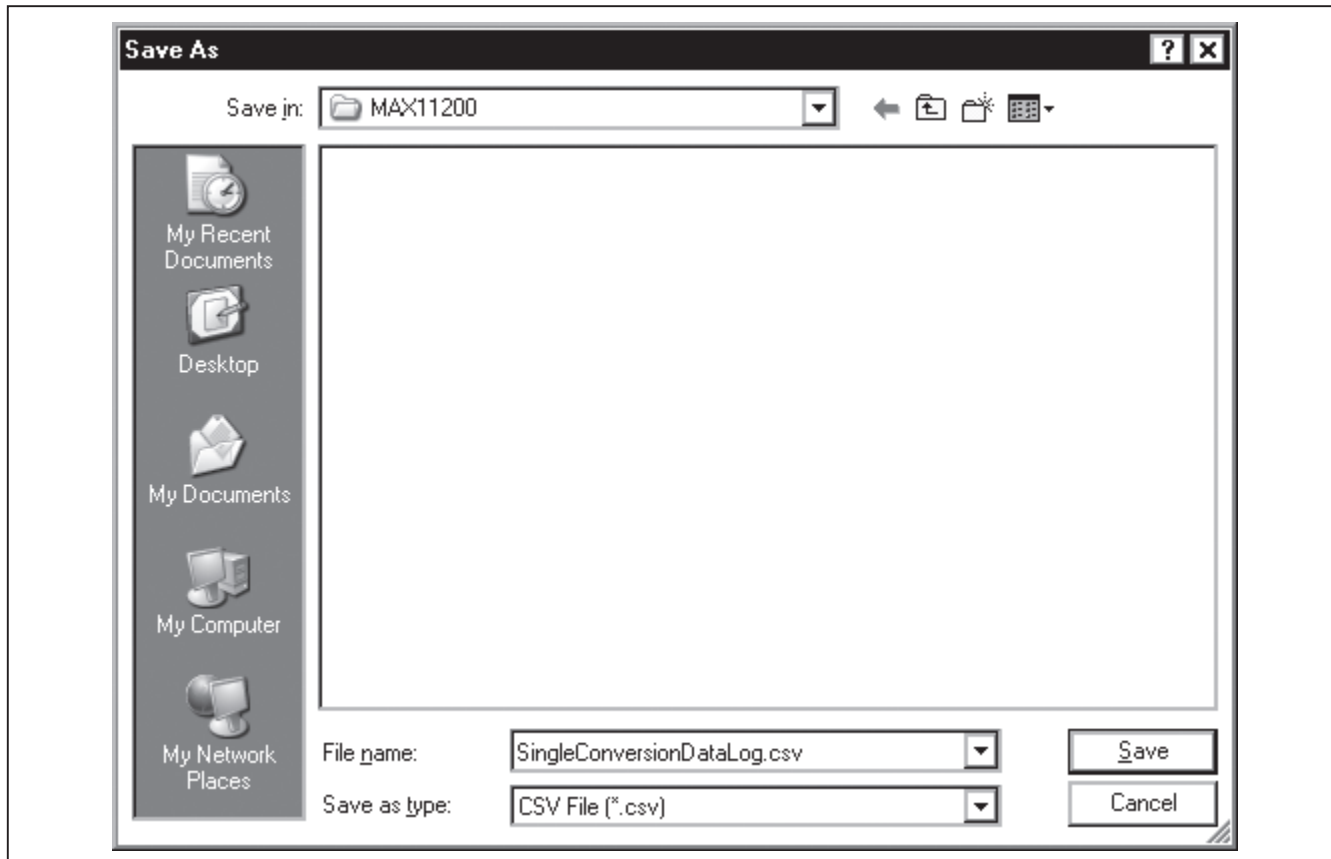 Save As
Save in: MAX11200
My Recent
Documents
Desktop
My Documents
My Computer
My Network
Places
File name: SingleConversionDataLog.csv
Save
Save as type: CSV File (*.csv)
Cancel